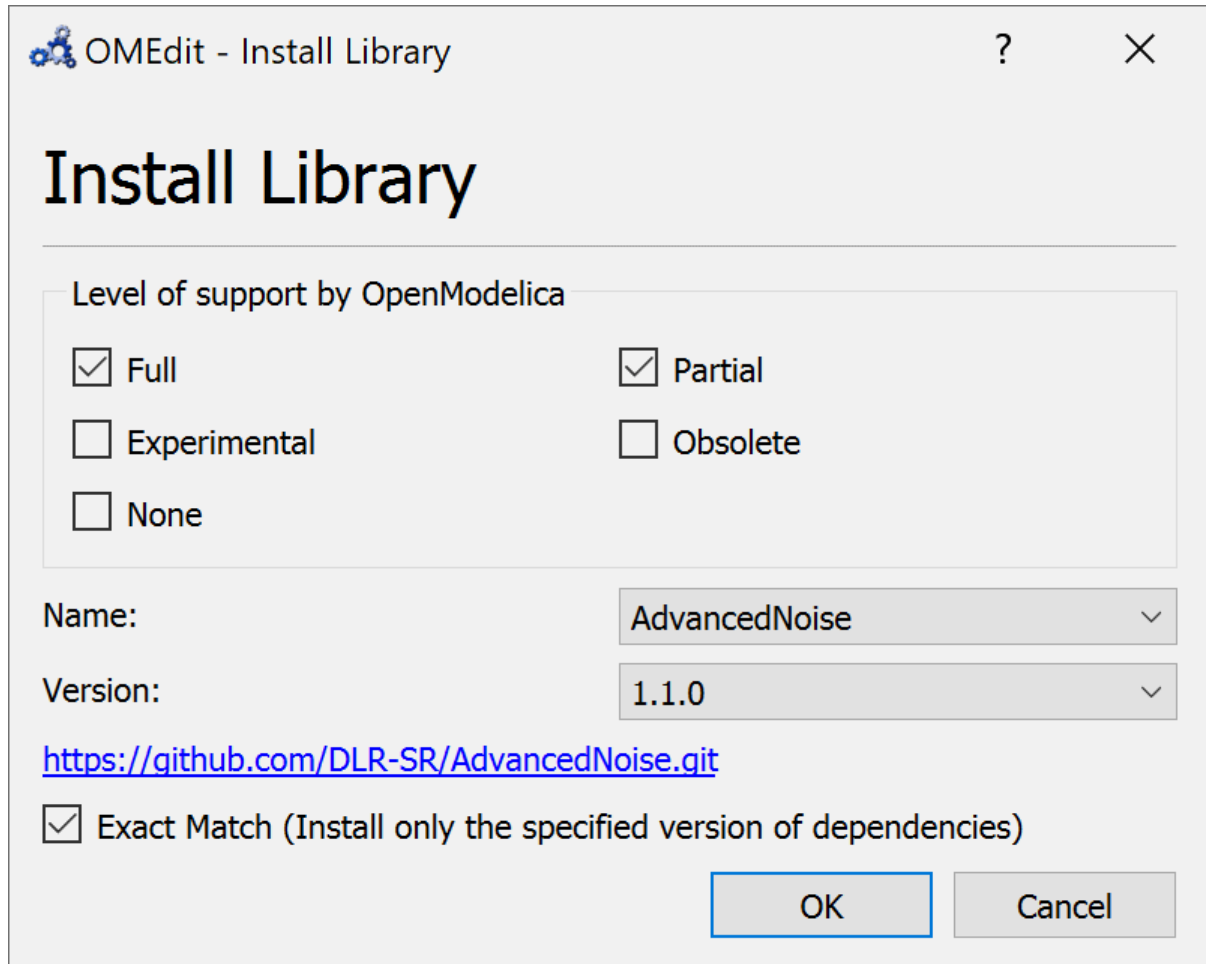 OMEdit - Install Library ?
Install Library
Level of support by OpenModelica
Full Partial
Experimental Obsolete
None
Name: AdvancedNoise
Version: 1.1.0
https://github.com/DLR-SR/AdvancedNoise.git
Exact Match (Install only the specified version of dependencies)
OK Cancel